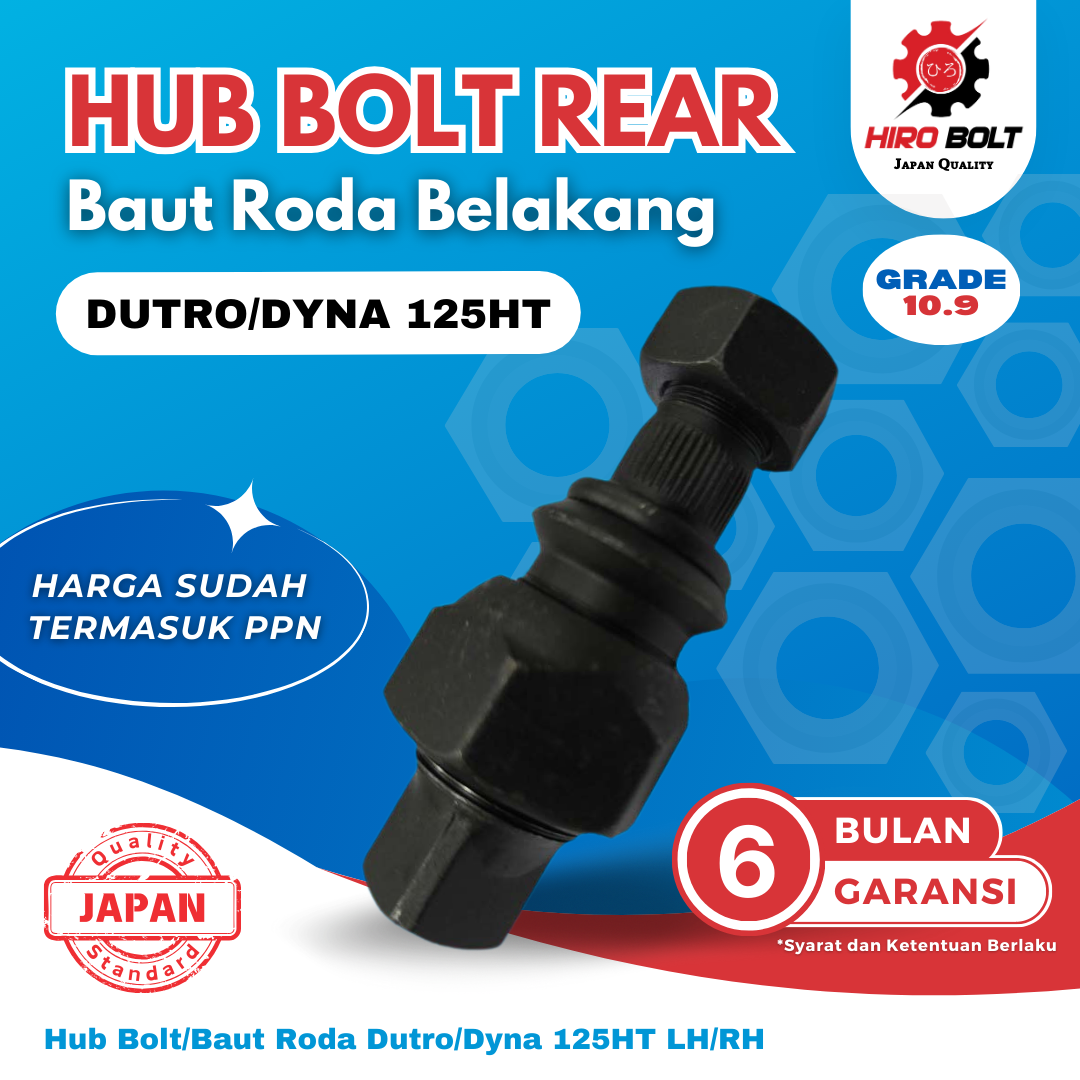 HUB BOLT REAR
Baut Roda Belakang
DUTRO/DYNA 125HT
ひろ
HIRO BOLT
JAPAN QUALITY
GRADE
10.9
HARGA SUDAH
TERMASUK PPN
6
BULAN
GARANSI
*Syarat dan Ketentuan Berlaku
Quality
JAPAN
Standard
Hub Bolt/Baut Roda Dutro/Dyna 125HT LH/RH